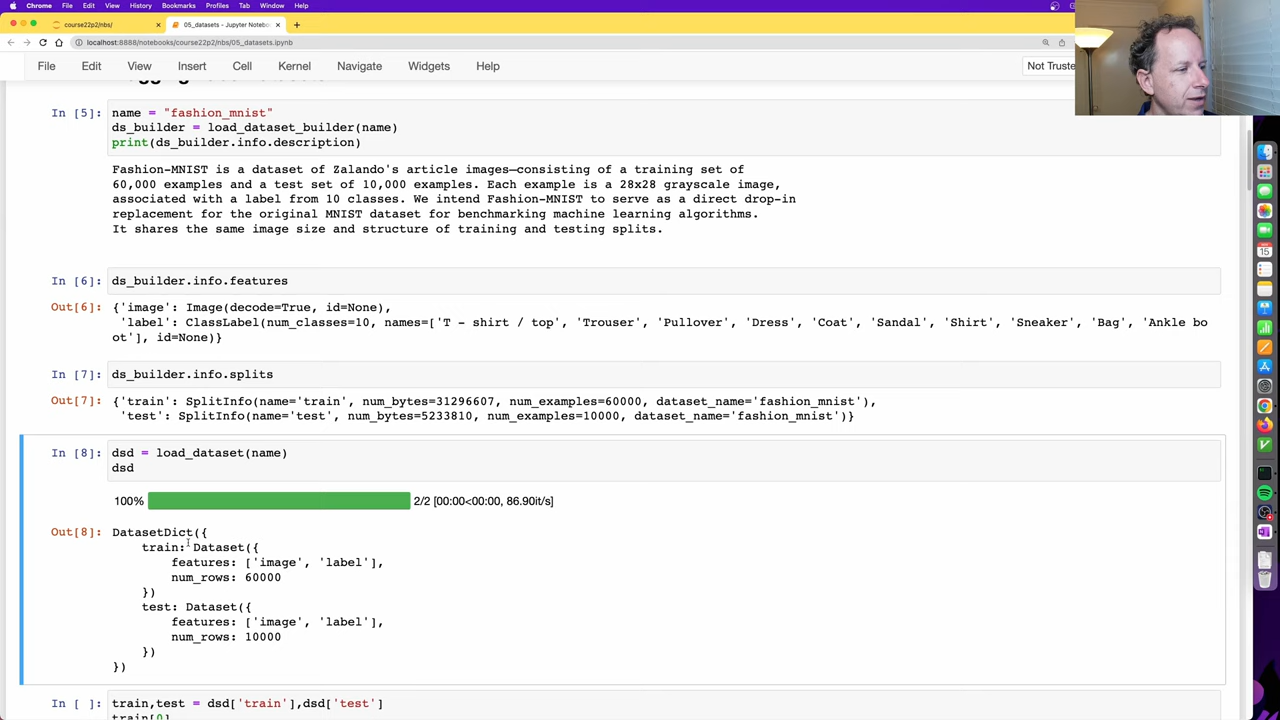 Chrome File Edit View History Bookmarks Profiles Tab Window Help
course22p2/nbs/
05_datasets - Jupyter Notebo
localhost:8888/notebooks/course22p2/nbs/05_datasets.ipynb
File Edit View Insert Cell Kernel Navigate Widgets Help
Not Truste
In [5]: name = "fashion_mnist"
ds_builder = load_dataset_builder(name)
print(ds_builder.info.description)
Fashion-MNIST is a dataset of Zalando's article images—consisting of a training set of
60,000 examples and a test set of 10,000 examples. Each example is a 28x28 grayscale image,
associated with a label from 10 classes. We intend Fashion-MNIST to serve as a direct drop-in
replacement for the original MNIST dataset for benchmarking machine learning algorithms.
It shares the same image size and structure of training and testing splits.
In [6]: ds_builder.info.features
Out[6]: {'image': Image(decode=True, id=None),
'label': ClassLabel(num_classes=10, names=['T - shirt / top', 'Trouser', 'Pullover', 'Dress', 'Coat', 'Sandal', 'Shirt', 'Sneaker', 'Bag', 'Ankle bo
ot'], id=None)}
In [7]: ds_builder.info.splits
Out[7]: {'train': SplitInfo(name='train', num_bytes=31296607, num_examples=60000, dataset_name='fashion_mnist'),
'test': SplitInfo(name='test', num_bytes=5233810, num_examples=10000, dataset_name='fashion_mnist')}
In [8]: dsd = load_dataset(name)
dsd
100% 2/2 [00:00<00:00, 86.90it/s]
Out[8]: DatasetDict({
train: Dataset({
features: ['image', 'label'],
num_rows: 60000
})
test: Dataset({
features: ['image', 'label'],
num_rows: 10000
})
})
In [ ]: train,test = dsd['train'],dsd['test']
train[0]
15